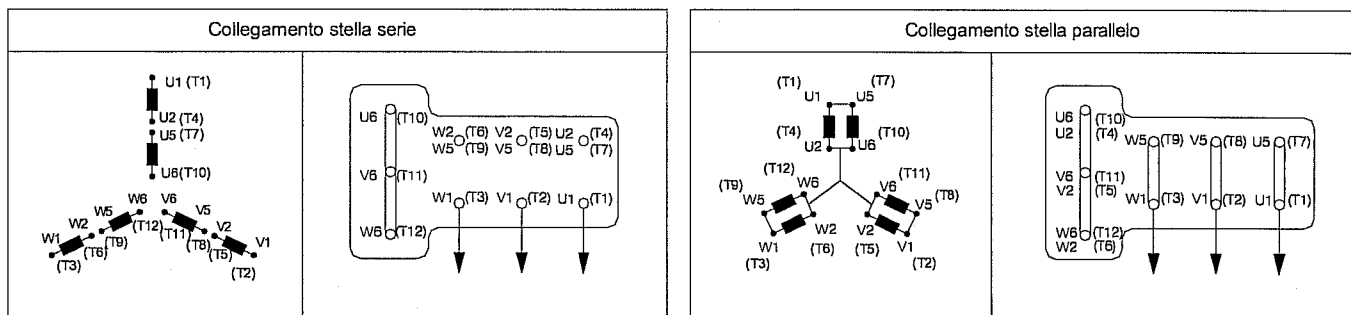 Collegamento stella serie
U1 (T1)
U2 (T4)
U5 (T7)
U6 (T10)
W6
V6
W5
V5
W2
V2
W1
V1
(T12)
(T11)
(T9)
(T8)
(T6)
(T5)
(T3)
(T2)
U6 (T10)
W2 (T6)
V2 (T5)
U2 (T4)
W5 (T9)
V5 (T8)
U5 (T7)
V6 (T11)
W1 (T3)
V1 (T2)
U1 (T1)
W6 (T12)
Collegamento stella parallelo
(T1)
(T7)
U1
U5
(T4)
(T10)
U2
U6
(T12)
(T11)
W6
V6
(T9)
(T8)
W5
V5
W2
V2
W1
V1
(T6)
(T5)
(T3)
(T2)
U6 (T10)
U2 (T4)
W5 (T9)
V5 (T8)
U5 (T7)
V6 (T11)
V2 (T5)
W1 (T3)
V1 (T2)
U1 (T1)
W6 (T12)
W2 (T6)